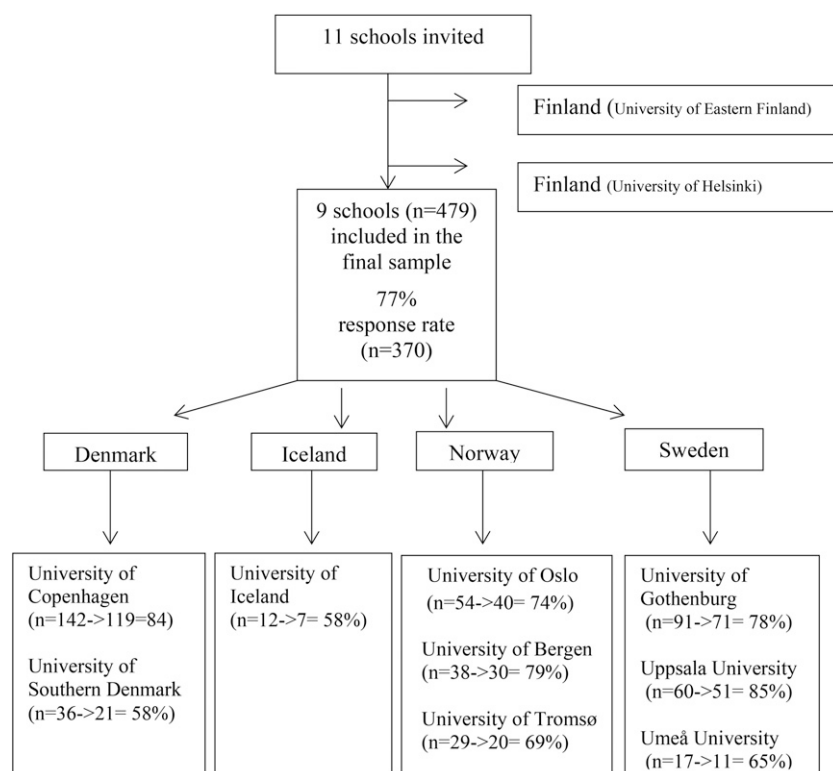 11 schools invited
Finland (University of Eastern Finland)
Finland (University of Helsinki)
9 schools (n=479)
included in the
final sample
77%
response rate
(n=370)
Denmark
Iceland
Norway
Sweden
University of
Copenhagen
(n=142->119=84)
University of
Southern Denmark
(n=36->21= 58%)
University of
Iceland
(n=12->7= 58%)
University of Oslo
(n=54->40= 74%)
University of Bergen
(n=38->30= 79%)
University of Tromsø
(n=29->20= 69%)
University of
Gothenburg
(n=91->71= 78%)
Uppsala University
(n=60->51= 85%)
Umeå University
(n=17->11= 65%)